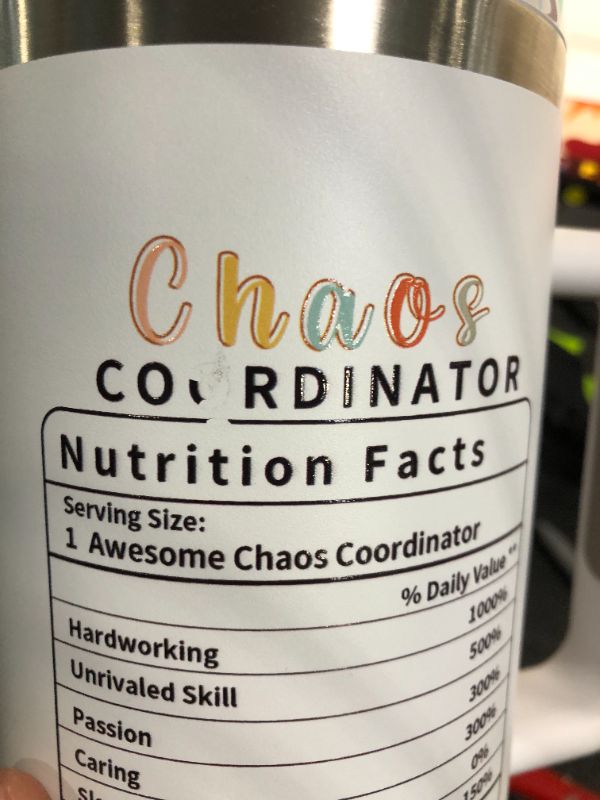 Chaos
COORDINATOR
Nutrition Facts
Serving Size:
1 Awesome Chaos Coordinator
% Daily Value **
Hardworking 1000%
Unrivaled Skill 500%
Passion 300%
Caring 300%
0%
150%